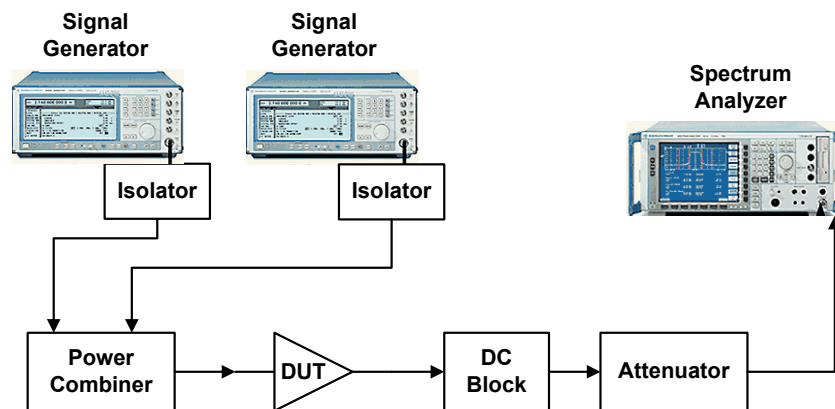 Signal
Generator
Signal
Generator
Spectrum
Analyzer
Isolator
Isolator
Power
Combiner
DUT
DC
Block
Attenuator